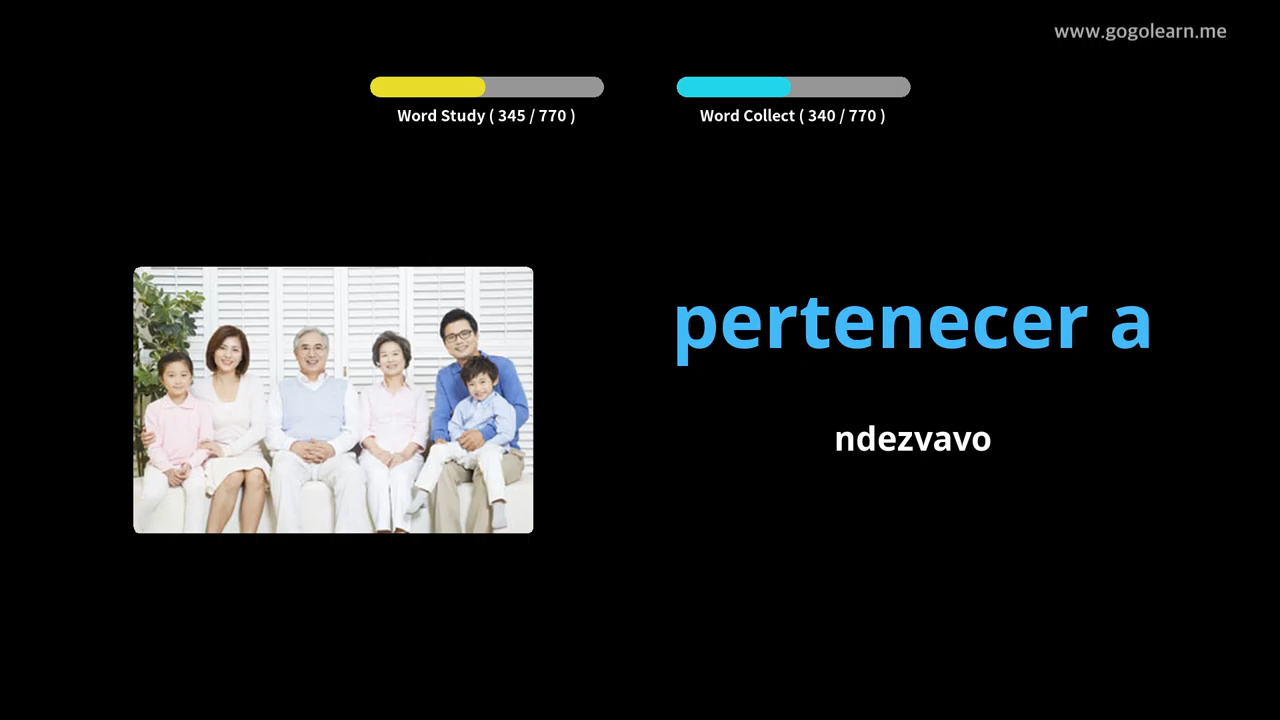 www.gogolearn.me
Word Study ( 345 / 770 )
Word Collect ( 340 / 770 )
pertenecer a
ndezvavo